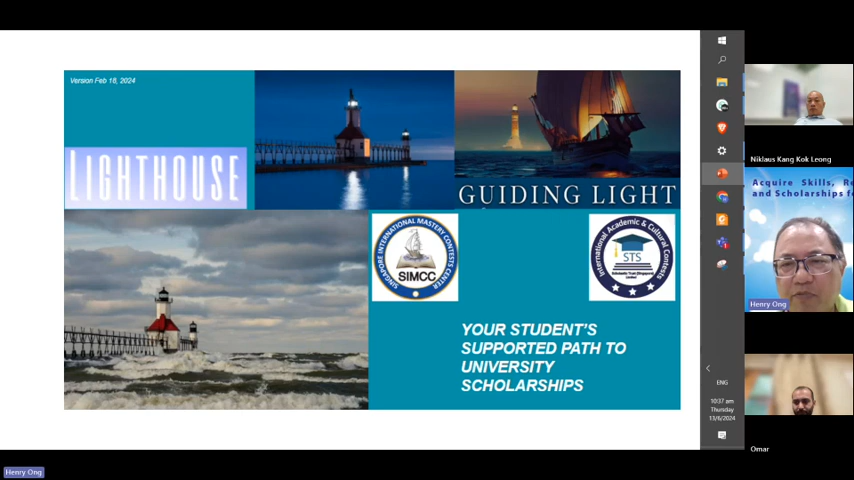 Version Feb 18, 2024
LIGHTHOUSE
GUIDING LIGHT
SINGAPORE INTERNATIONAL MASTERY CONTESTS CENTER
SIMCC
International Academic & Cultural Contests
STS
YOUR STUDENT'S
SUPPORTED PATH TO
UNIVERSITY
SCHOLARSHIPS
ENG
10:37 am
Thursday
13/6/2024
Niklaus Kang Kok Leong
Acquire Skills, Re
and Scholarships fo
Henry Ong
Omar
Henry Ong